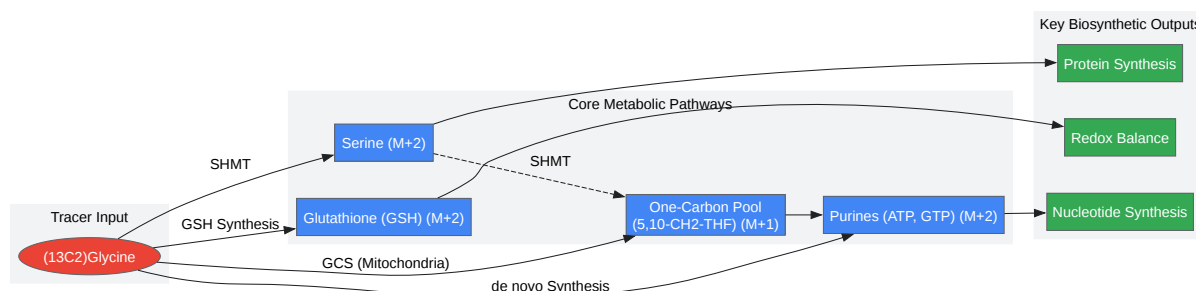 Key Biosynthetic Outputs
Protein Synthesis
Core Metabolic Pathways
Serine (M+2)
Redox Balance
SHMT
SHMT
Tracer Input
GSH Synthesis
Glutathione (GSH) (M+2)
One-Carbon Pool
(5,10-CH2-THF) (M+1)
Purines (ATP, GTP) (M+2)
Nucleotide Synthesis
(13C2)Glycine
GCS (Mitochondria)
de novo Synthesis